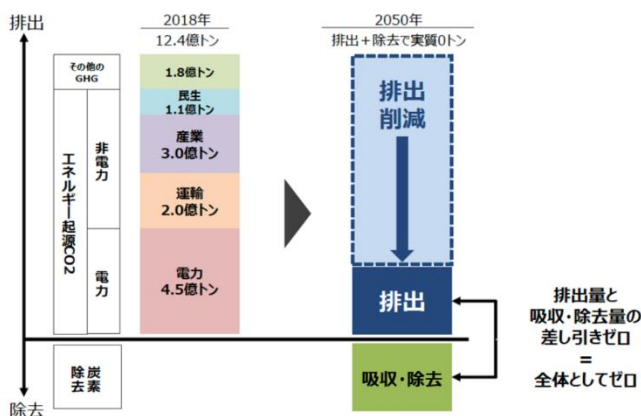 排出
2018年
12.4億トン
2050年
排出＋除去で実質0トン
その他の
GHG
エネルギー起源CO2
非電力
電力
1.8億トン
民生
1.1億トン
産業
3.0億トン
運輸
2.0億トン
電力
4.5億トン
排出
削減
排出
吸収・除去
排出量と
吸収・除去量の
差し引きゼロ
＝
全体としてゼロ
炭素
除去
除去